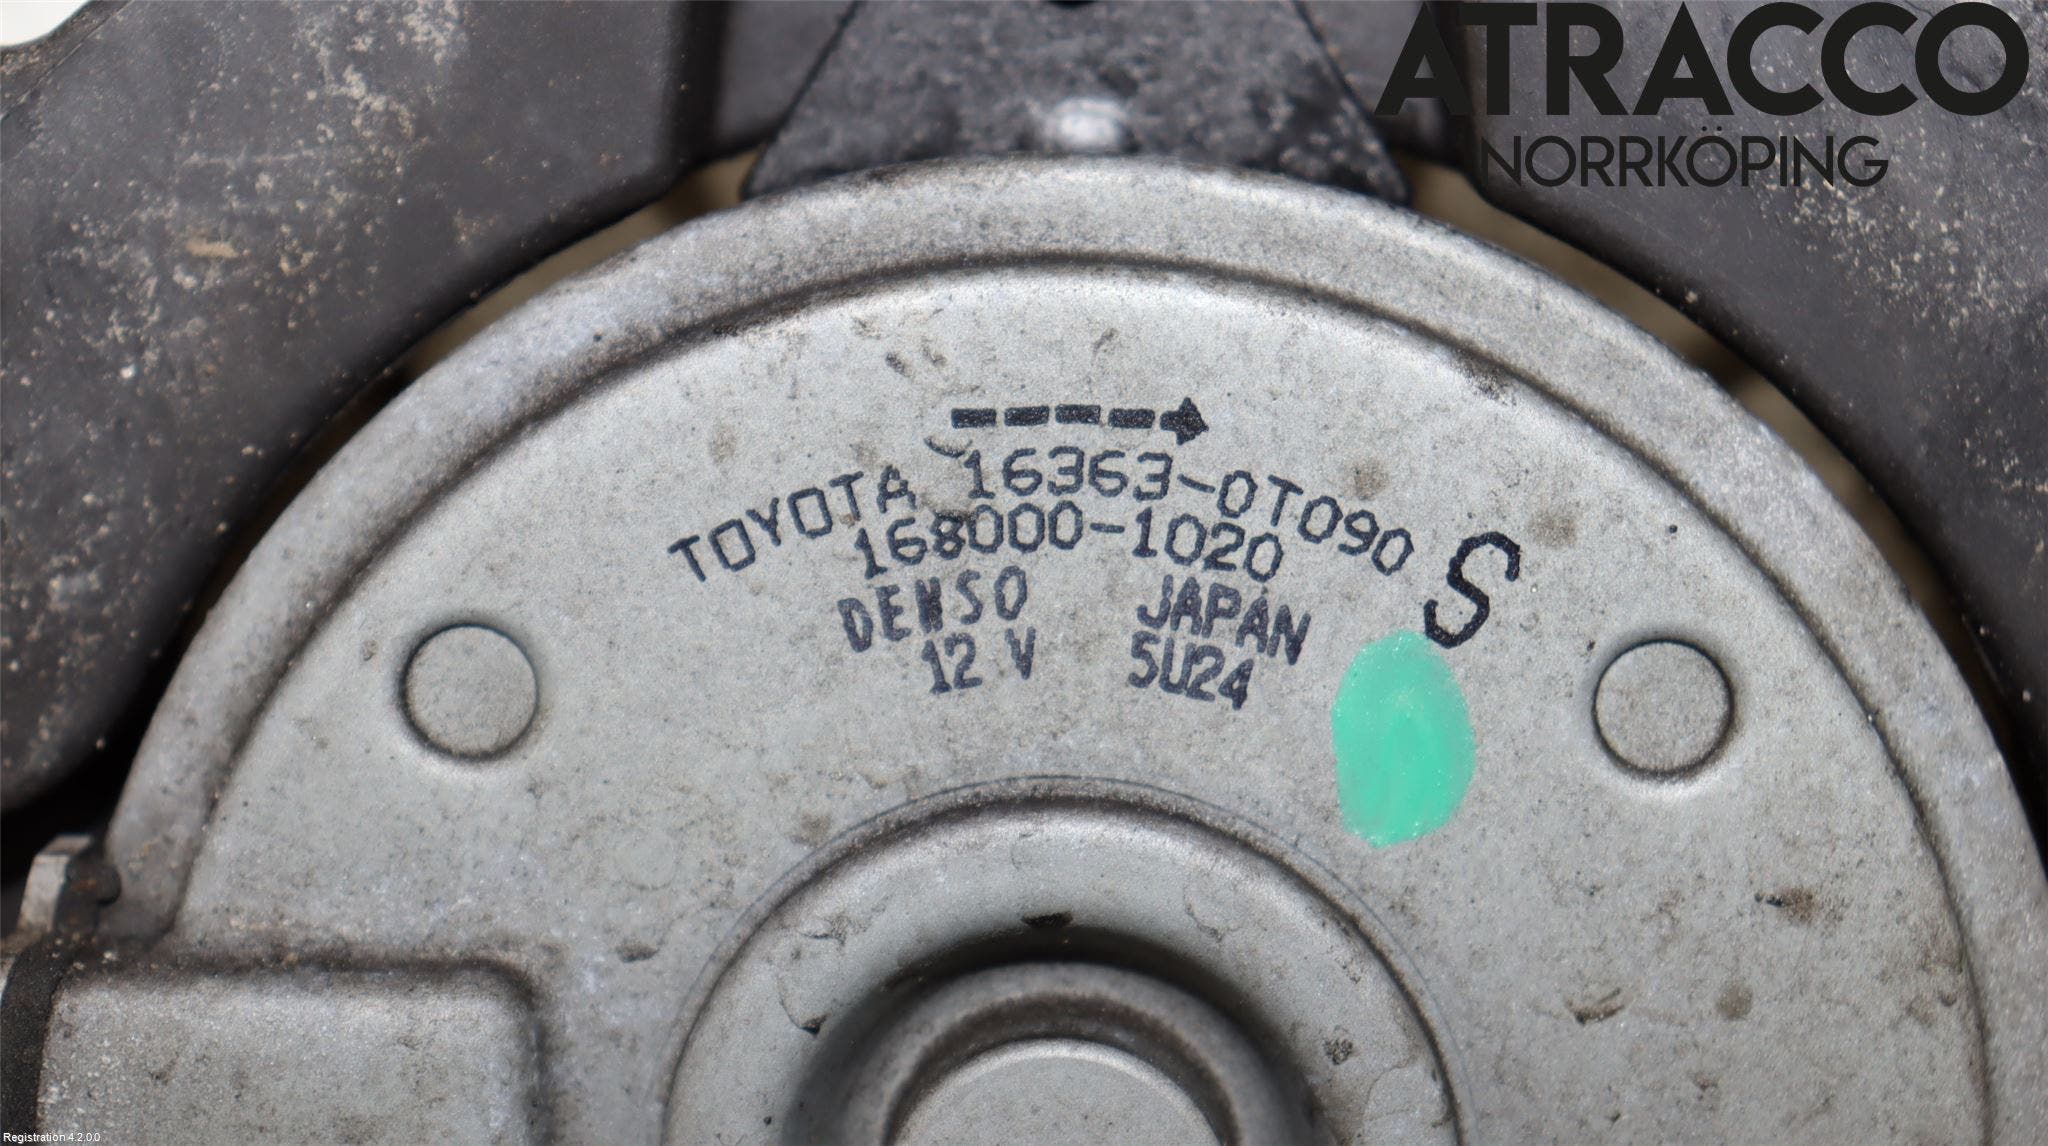 ATRACCO
NORRKÖPING
TOYOTA 16363-0T090 S
168000-1020
DENSO JAPAN
12 V 5U24
Registration 4.2.0.0